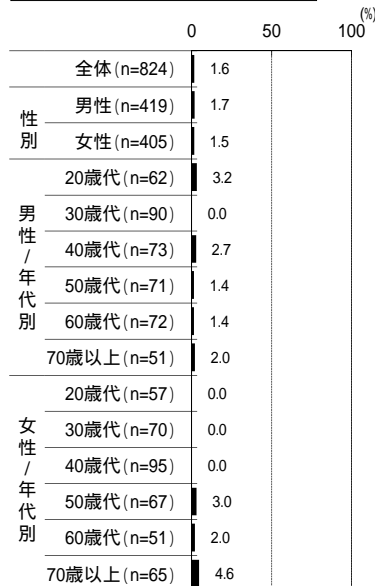 (%)
0 50 100
全体(n=824) 1.6
性別
男性(n=419) 1.7
女性(n=405) 1.5
男性/年代別
20歳代(n=62) 3.2
30歳代(n=90) 0.0
40歳代(n=73) 2.7
50歳代(n=71) 1.4
60歳代(n=72) 1.4
70歳以上(n=51) 2.0
女性/年代別
20歳代(n=57) 0.0
30歳代(n=70) 0.0
40歳代(n=95) 0.0
50歳代(n=67) 3.0
60歳代(n=51) 2.0
70歳以上(n=65) 4.6